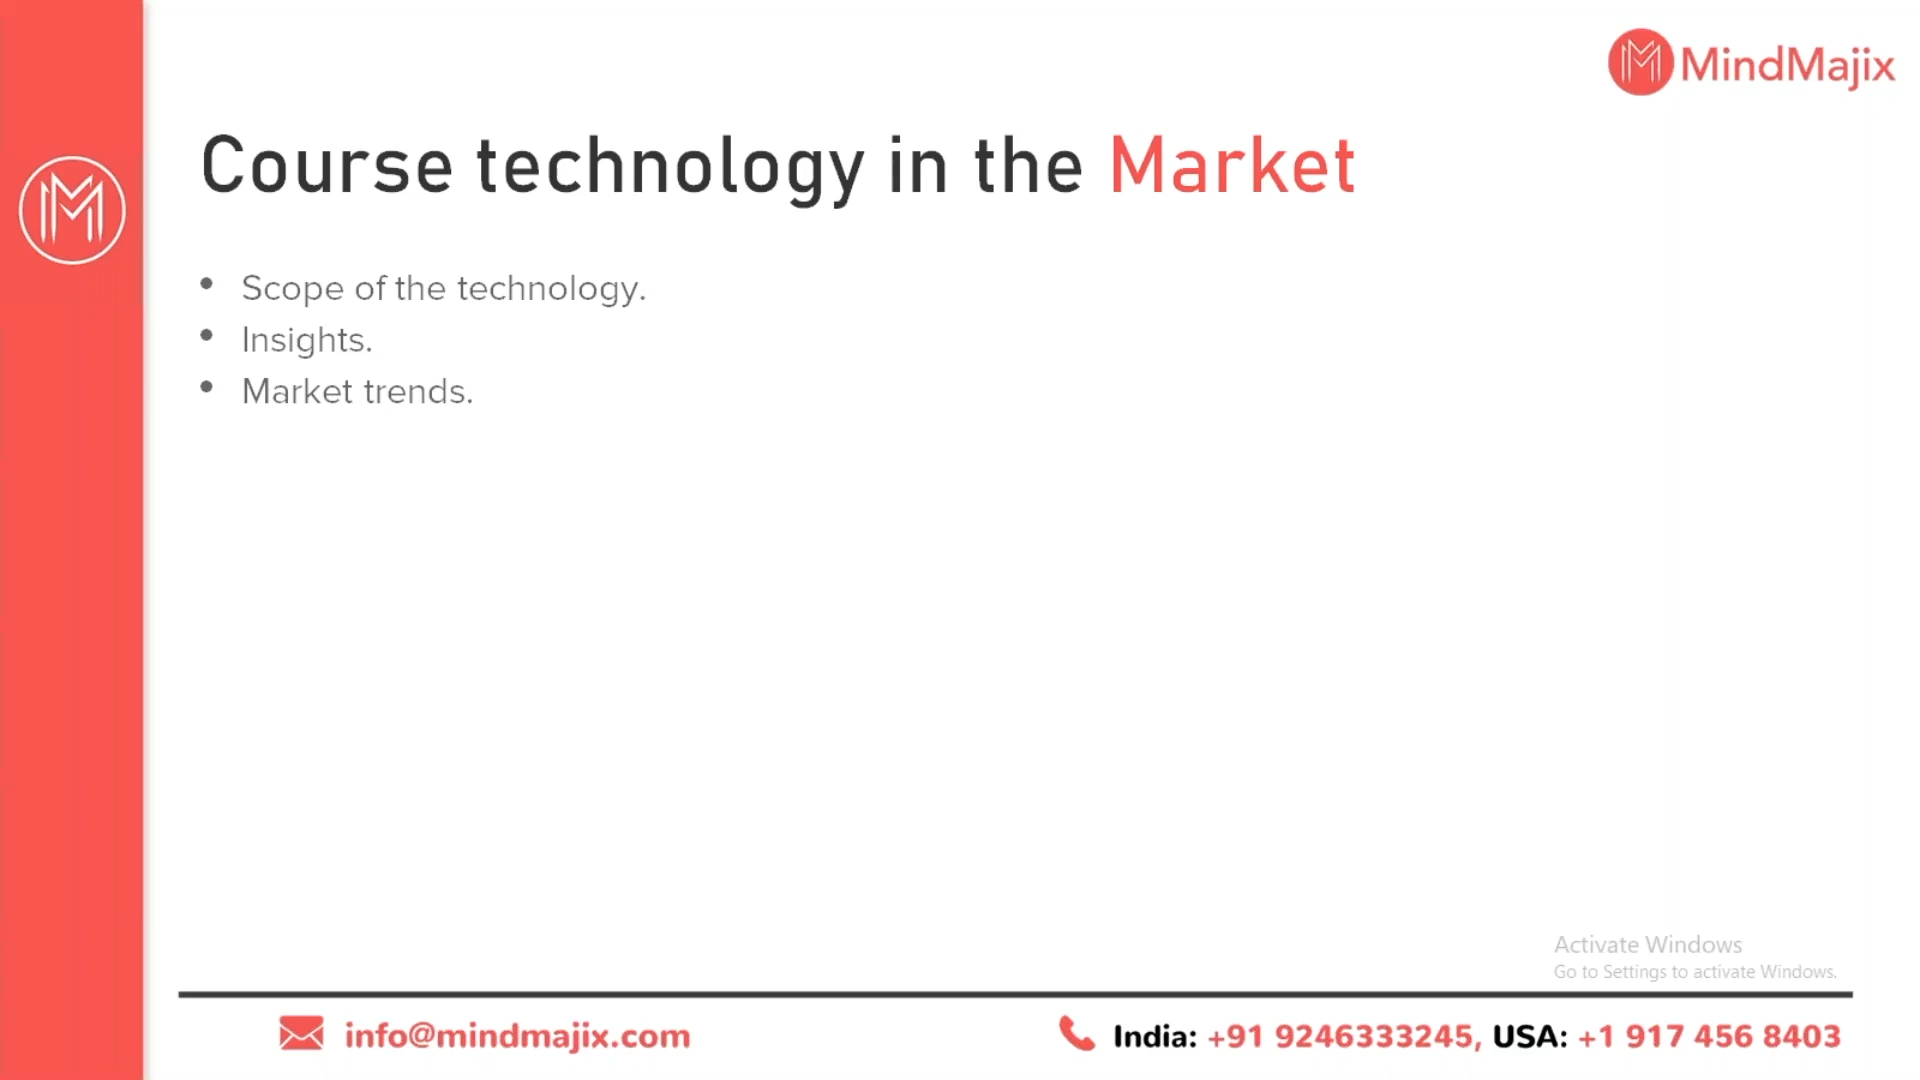 MindMajix
Course technology in the Market
• Scope of the technology.
• Insights.
• Market trends.
Activate Windows
Go to Settings to activate Windows.
info@mindmajix.com
India: +91 9246333245, USA: +1 917 456 8403